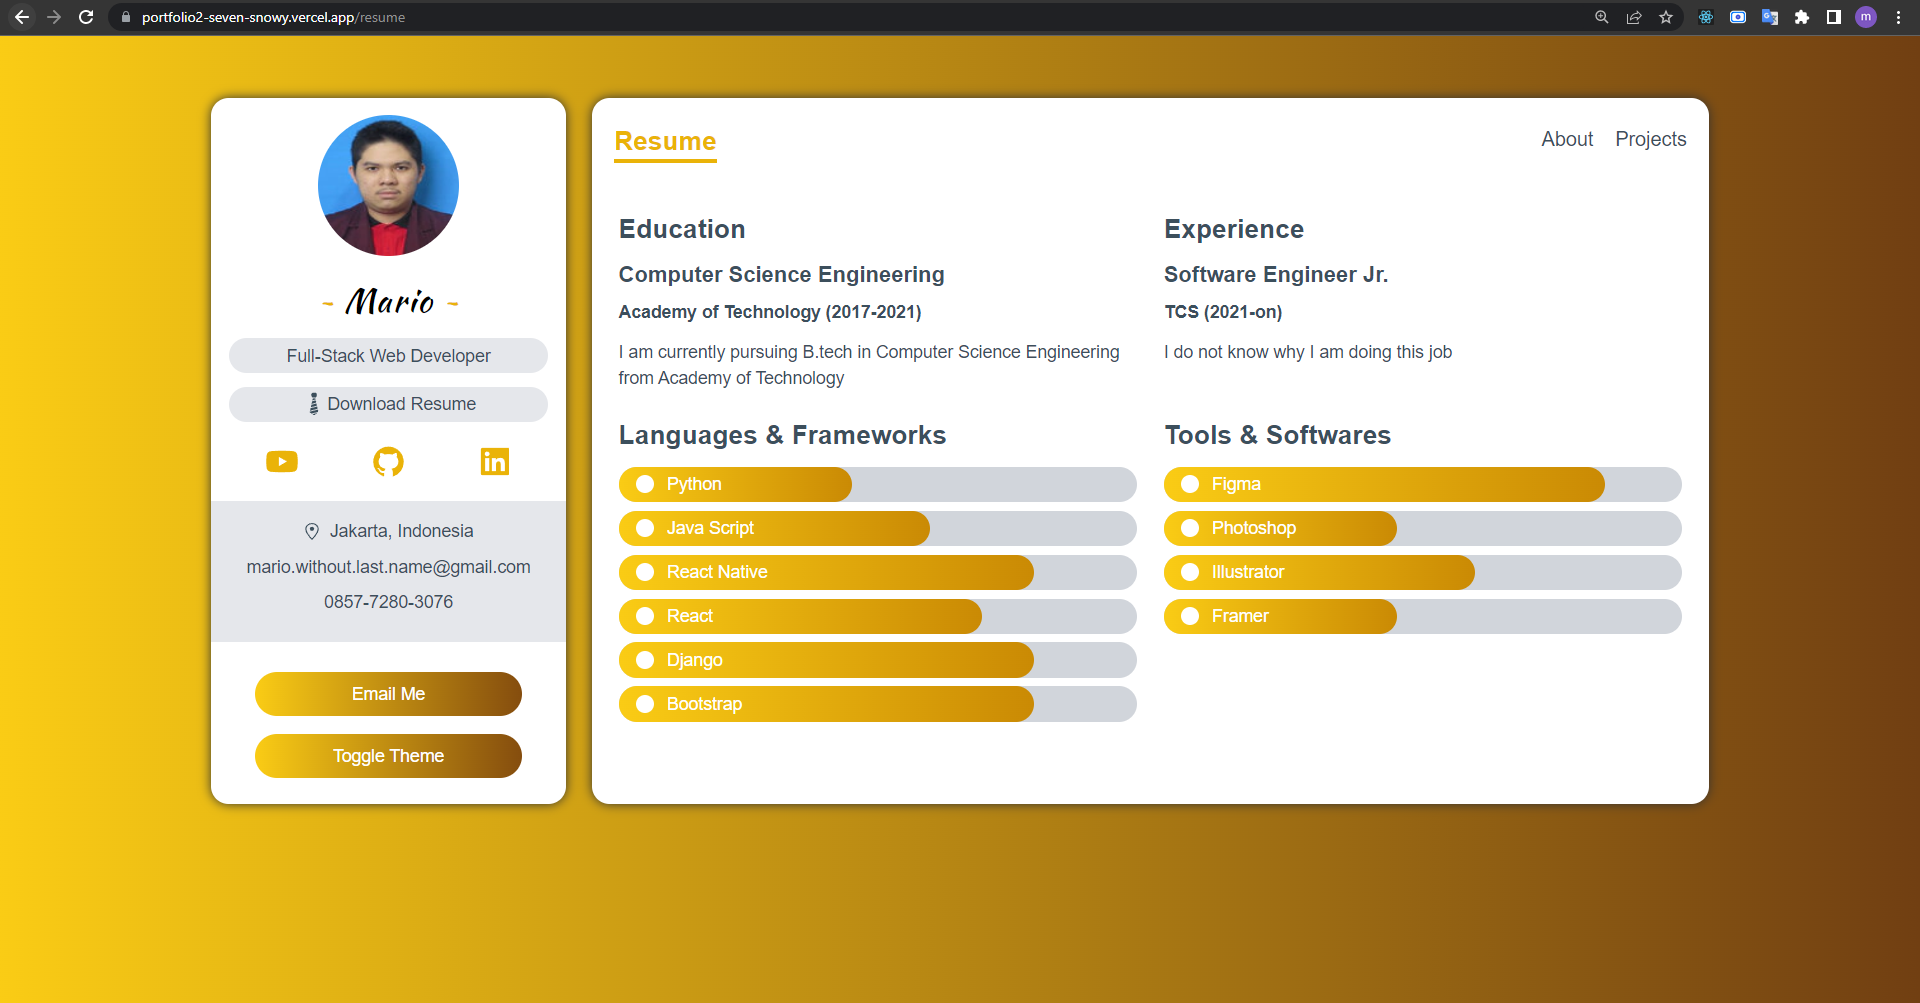 portfolio2-seven-snowy.vercel.app/resume
m
Mario
Full-Stack Web Developer
Download Resume
in
Jakarta, Indonesia
mario.without.last.name@gmail.com
0857-7280-3076
Email Me
Toggle Theme
Resume
About
Projects
Education
Computer Science Engineering
Academy of Technology (2017-2021)
I am currently pursuing B.tech in Computer Science Engineering
from Academy of Technology
Experience
Software Engineer Jr.
TCS (2021-on)
I do not know why I am doing this job
Languages & Frameworks
Python
Java Script
React Native
React
Django
Bootstrap
Tools & Softwares
Figma
Photoshop
Illustrator
Framer